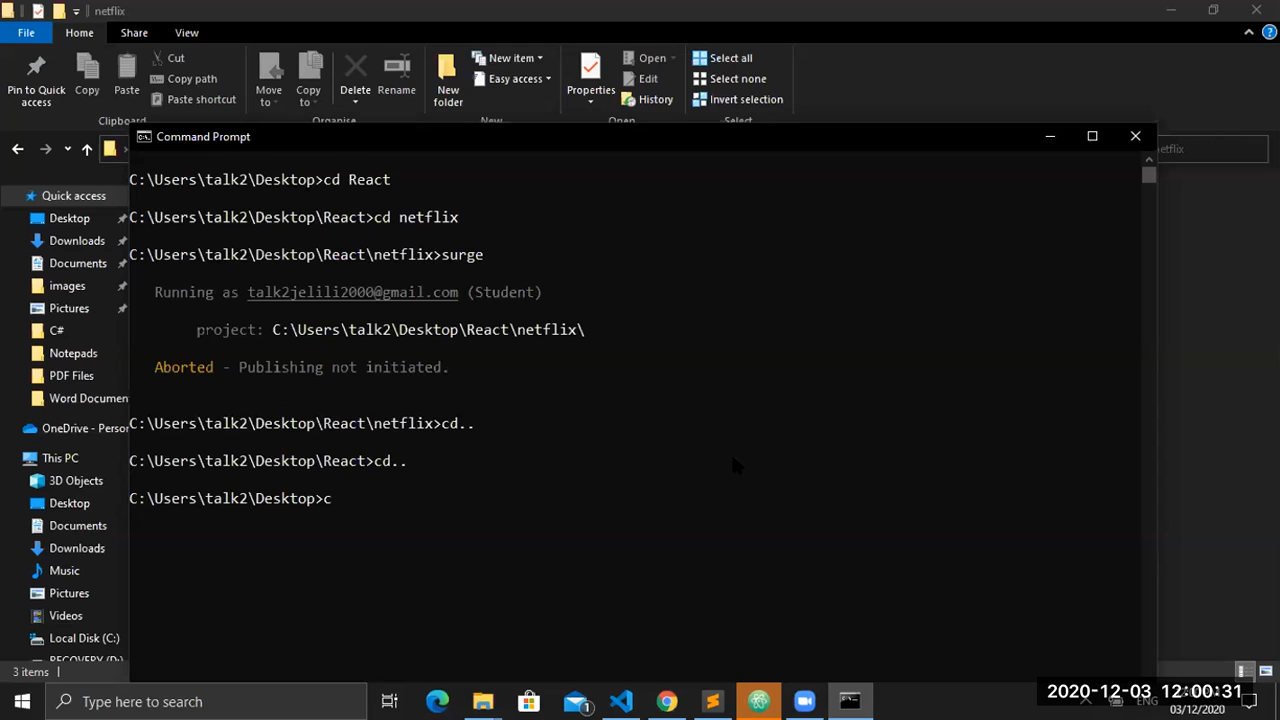 netflix
File Home Share View
Pin to Quick access
Copy
Paste
Cut
Copy path
Paste shortcut
Clipboard
Move to
Copy to
Delete
Rename
Organise
New folder
New item
Easy access
New
Properties
Open
Edit
History
Open
Select all
Select none
Invert selection
Select
Command Prompt
netflix
Quick access
Desktop
Downloads
Documents
images
Pictures
C#
Notepads
PDF Files
Word Documen
OneDrive - Perso
This PC
3D Objects
Desktop
Documents
Downloads
Music
Pictures
Videos
Local Disk (C:)
RECOVERY (D:)
C:\Users\talk2\Desktop>cd React
C:\Users\talk2\Desktop\React>cd netflix
C:\Users\talk2\Desktop\React\netflix>surge
Running as talk2jelili2000@gmail.com (Student)
project: C:\Users\talk2\Desktop\React\netflix\
Aborted - Publishing not initiated.
C:\Users\talk2\Desktop\React\netflix>cd..
C:\Users\talk2\Desktop\React>cd..
C:\Users\talk2\Desktop>c
3 items
Type here to search
1
2020-12-03 12:00:31
ENG
03/12/2020